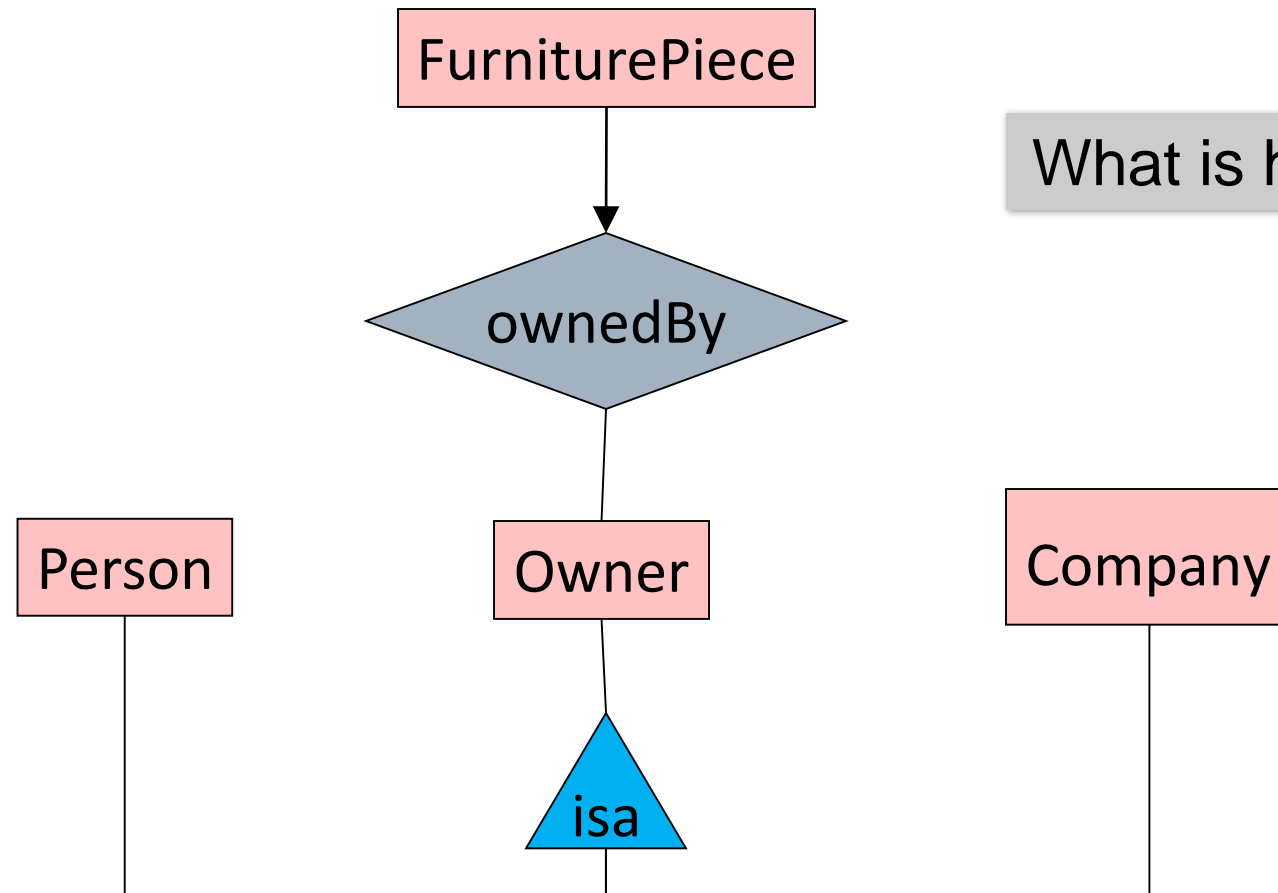 FurniturePiece
What is
ownedBy
Person
Owner
Company
isa